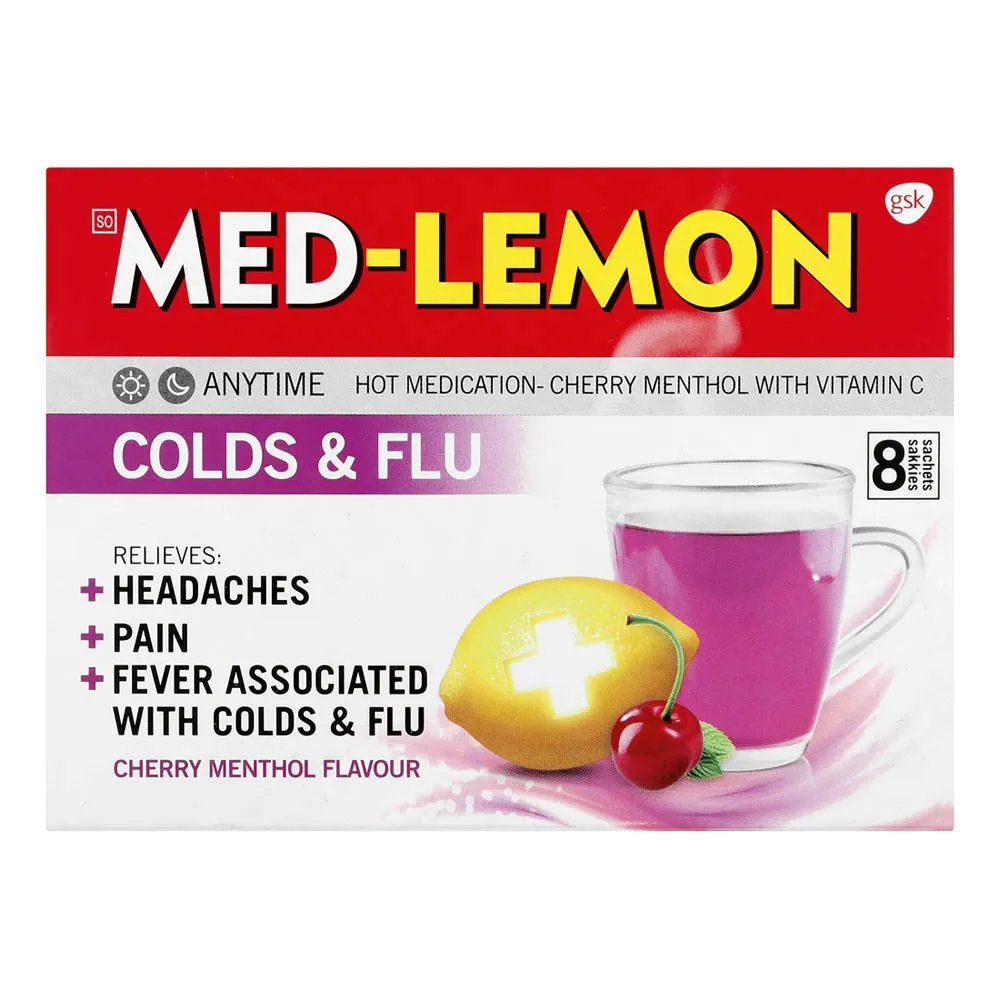 gsk
S0
MED-LEMON
ANYTIME
HOT MEDICATION- CHERRY MENTHOL WITH VITAMIN C
COLDS & FLU
8 sachets
sakkies
RELIEVES:
+ HEADACHES
+ PAIN
+ FEVER ASSOCIATED
WITH COLDS & FLU
CHERRY MENTHOL FLAVOUR